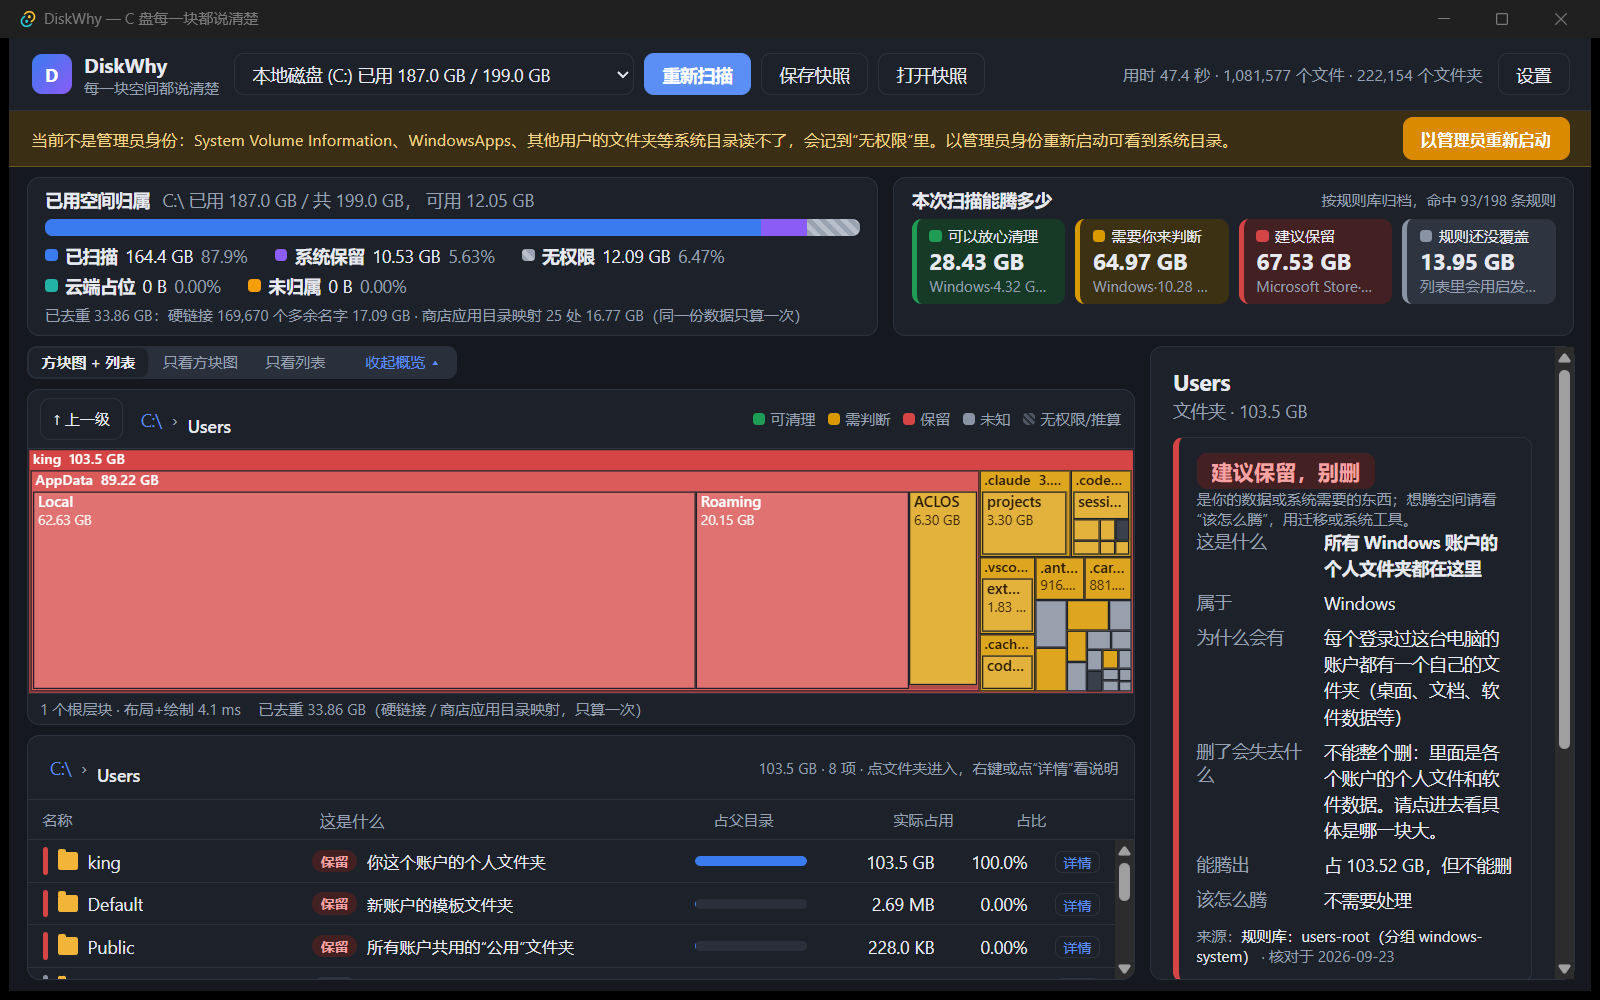 DiskWhy — C 盘每一块都说清楚
D
DiskWhy
每一块空间都说清楚
本地磁盘 (C:) 已用 187.0 GB / 199.0 GB
重新扫描
保存快照
打开快照
用时 47.4 秒 · 1,081,577 个文件 · 222,154 个文件夹
设置
当前不是管理员身份：System Volume Information、WindowsApps、其他用户的文件夹等系统目录读不了，会记到“无权限”里。以管理员身份重新启动可看到系统目录。
以管理员重新启动
已用空间归属 C:\ 已用 187.0 GB / 共 199.0 GB， 可用 12.05 GB
已扫描 164.4 GB 87.9% 系统保留 10.53 GB 5.63% 无权限 12.09 GB 6.47%
云端占位 0 B 0.00% 未归属 0 B 0.00%
已去重 33.86 GB：硬链接 169,670 个多余名字 17.09 GB · 商店应用目录映射 25 处 16.77 GB（同一份数据只算一次）
本次扫描能腾多少
按规则库归档，命中 93/198 条规则
可以放心清理
28.43 GB
Windows·4.32 G...
需要你来判断
64.97 GB
Windows·10.28 ...
建议保留
67.53 GB
Microsoft Store·...
规则还没覆盖
13.95 GB
列表里会用启发...
方块图 + 列表 只看方块图 只看列表 收起概览 ▲
↑ 上一级 C:\ › Users
可清理 需判断 保留 未知 无权限/推算
king 103.5 GB
AppData 89.22 GB
Local
62.63 GB
Roaming
20.15 GB
ACLOS
6.30 GB
.claude 3....
projects
3.30 GB
.code...
sessi...
.vsco...
ext...
1.83 ...
.ant...
916....
.car...
881....
.cach...
cod...
1 个根层块 · 布局+绘制 4.1 ms 已去重 33.86 GB（硬链接 / 商店应用目录映射，只算一次）
C:\ › Users
103.5 GB · 8 项 · 点文件夹进入，右键或点“详情”看说明
名称 这是什么 占父目录 实际占用 占比
king 保留 你这个账户的个人文件夹 103.5 GB 100.0% 详情
Default 保留 新账户的模板文件夹 2.69 MB 0.00% 详情
Public 保留 所有账户共用的“公用”文件夹 228.0 KB 0.00% 详情
Users
文件夹 · 103.5 GB
建议保留，别删
是你的数据或系统需要的东西；想腾空间请看
“该怎么腾”，用迁移或系统工具。
这是什么 所有 Windows 账户的
个人文件夹都在这里
属于 Windows
为什么会有 每个登录过这台电脑的
账户都有一个自己的文
件夹（桌面、文档、软
件数据等）
删了会失去什 不能整个删：里面是各
么 个账户的个人文件和软
件数据。请点进去看具
体是哪一块大。
能腾出 占 103.52 GB，但不能删
该怎么腾 不需要处理
来源：规则库：users-root（分组 windows-
system） · 核对于 2026-09-23